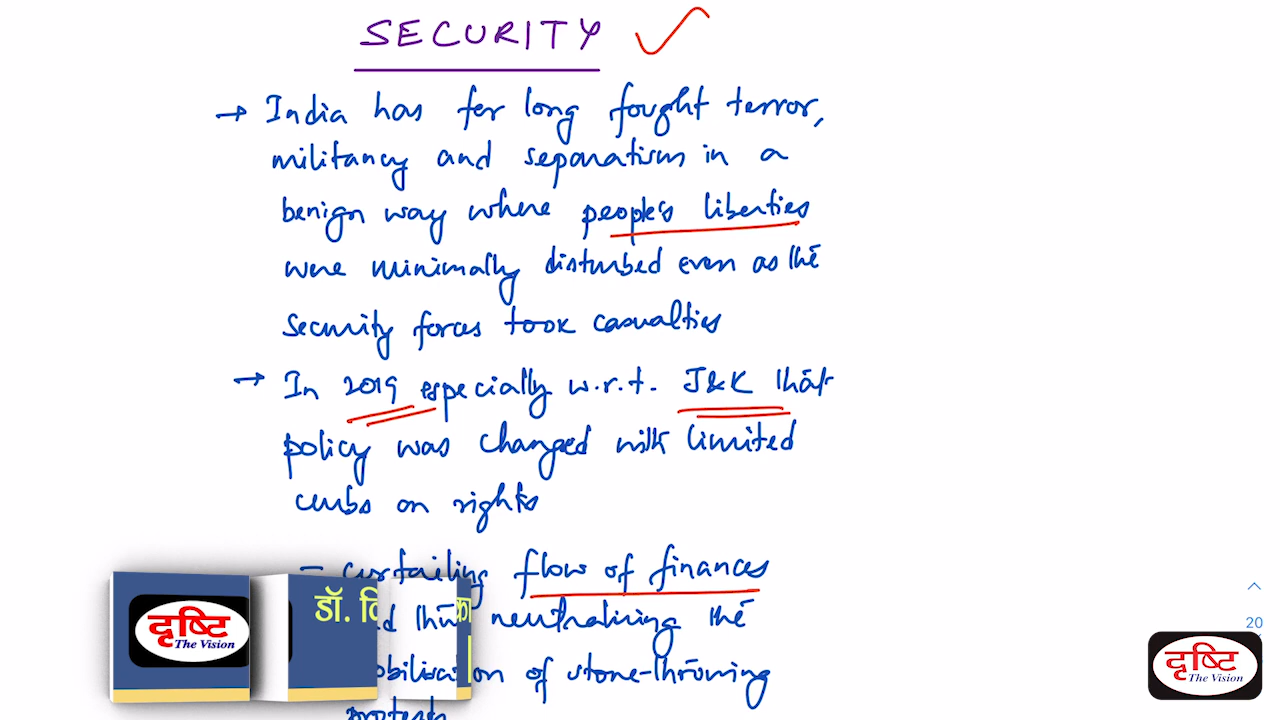 SECURITY
→ India has for long fought terror,
militancy and separatism in a
benign way where people's liberties
were minimally disturbed even as the
security forces took casualties
→ In 2019 especially w.r.t. J&K that
policy was changed with limited
curbs on rights
- curtailing flow of finances
neutralizing the
of stone-throwing
protests
दृष्टि
The Vision
डॉ.
20
दृष्टि
The Vision